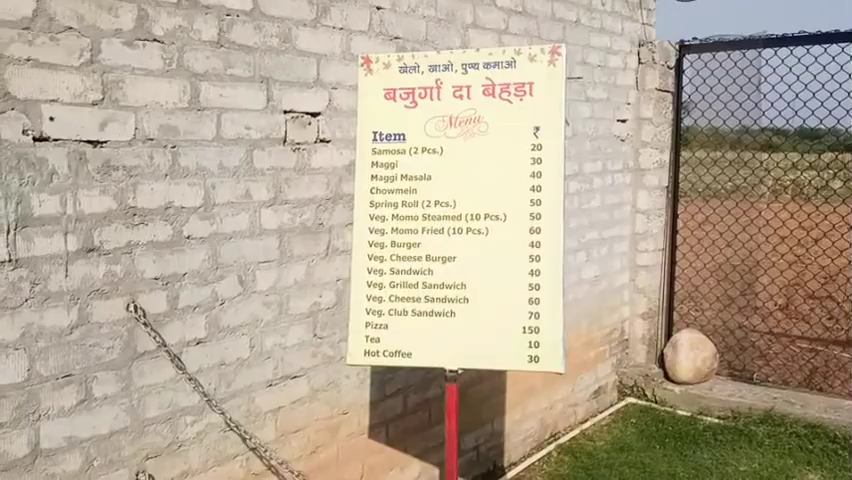 खेलो, खाओ, पुण्य कमाओ
बजुर्गां दा बेहड़ा
Menu
Item ₹
Samosa (2 Pcs.) 20
Maggi 30
Maggi Masala 40
Chowmein 40
Spring Roll (2 Pcs.) 50
Veg. Momo Steamed (10 Pcs.) 50
Veg. Momo Fried (10 Pcs.) 60
Veg. Burger 40
Veg. Cheese Burger 50
Veg. Sandwich 40
Veg. Grilled Sandwich 50
Veg. Cheese Sandwich 60
Veg. Club Sandwich 70
Pizza 150
Tea 10
Hot Coffee 30